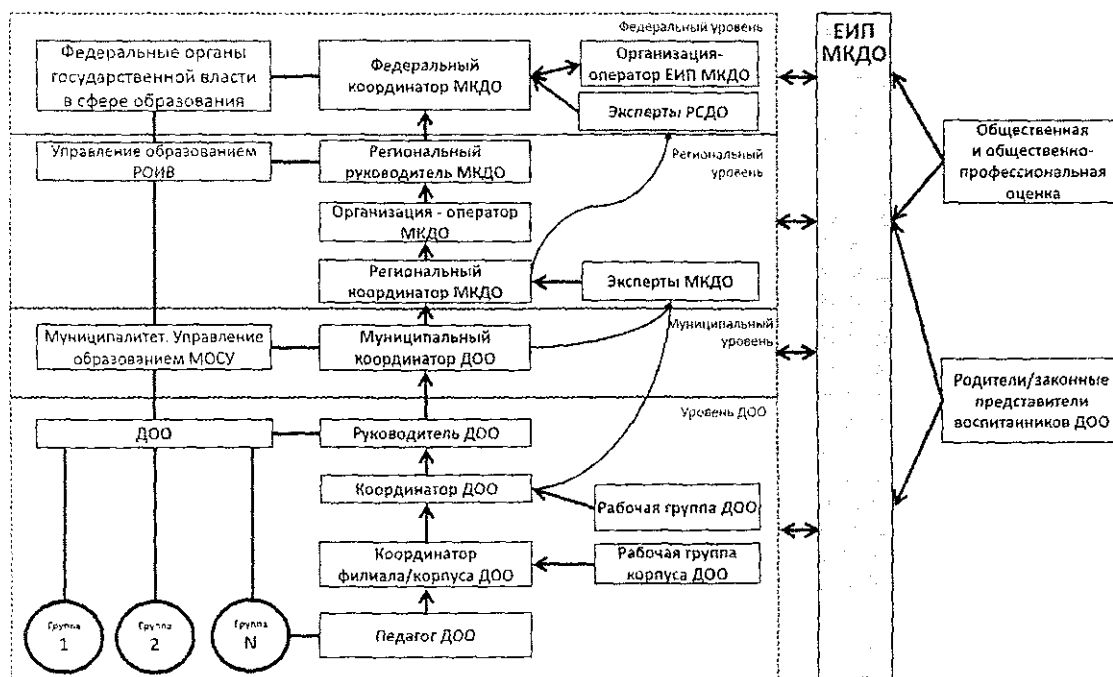 Федеральный уровень
Федеральные органы
государственной власти
в сфере образования
Федеральный
координатор МКДО
Организация-
оператор ЕИП МКДО
Эксперты РСДО
ЕИП
МКДО
Общественная
и общественно-
профессиональная
оценка
Управление образованием
РОИВ
Региональный
руководитель МКДО
Региональный
уровень
Организация - оператор
МКДО
Региональный
координатор МКДО
Эксперты МКДО
Муниципалитет. Управление
образованием МОСУ
Муниципальный
координатор ДОО
Муниципальный
уровень
Родители/законные
представители
воспитанников ДОО
Уровень ДОО
ДОО
Руководитель ДОО
Координатор ДОО
Рабочая группа ДОО
Координатор
филиала/корпуса ДОО
Рабочая группа
корпуса ДОО
Группа
1
Группа
2
Группа
N
Педагог ДОО